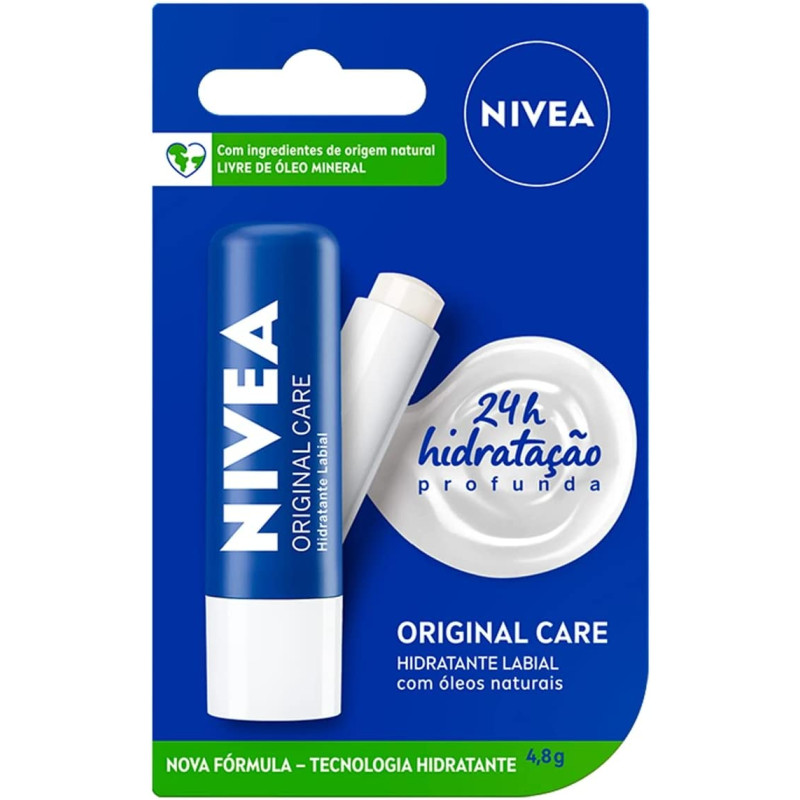 NIVEA
Com ingredientes de origem natural
LIVRE DE ÓLEO MINERAL
NIVEA
ORIGINAL CARE
Hidratante Labial
24h
hidratação
profunda
ORIGINAL CARE
HIDRATANTE LABIAL
com óleos naturais
NOVA FÓRMULA – TECNOLOGIA HIDRATANTE
4,8g